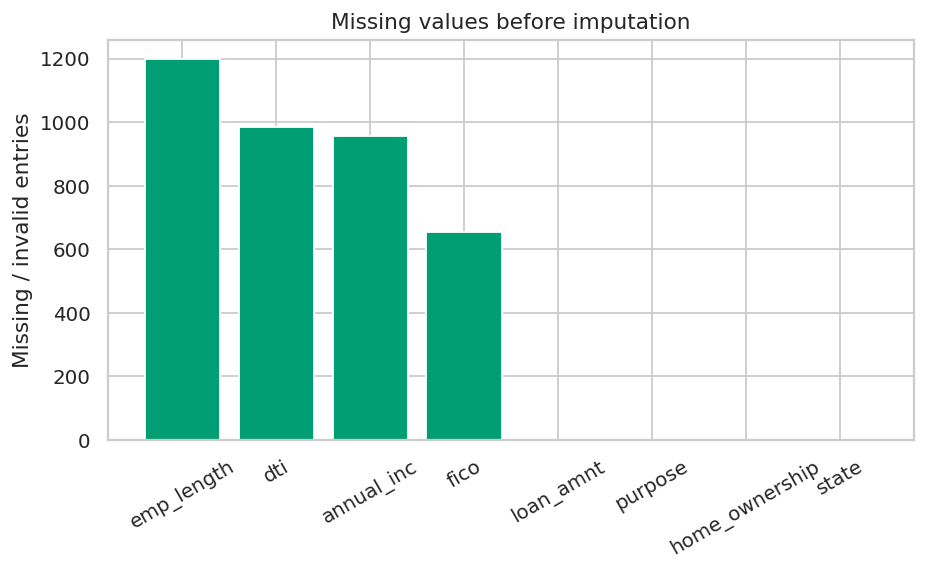 Missing values before imputation
Missing / invalid entries
1200
1000
800
600
400
200
0
emp_length
dti
annual_inc
fico
loan_amnt
purpose
home_ownership
state